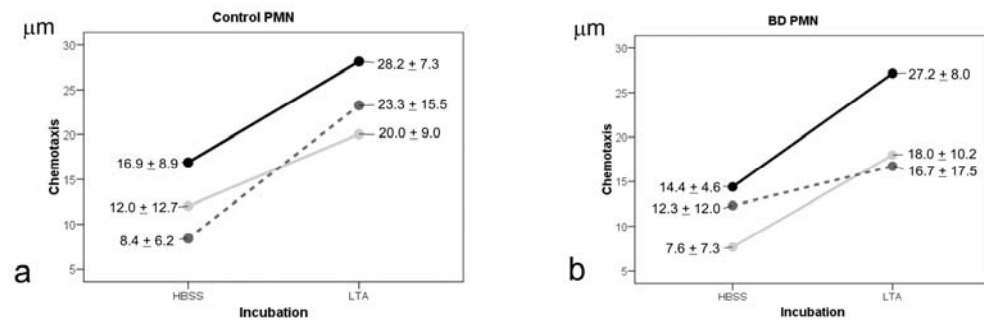 Control PMN
μm
30
25
20
15
10
5
Chemotaxis
28.2 ± 7.3
23.3 ± 15.5
20.0 ± 9.0
16.9 ± 8.9
12.0 ± 12.7
8.4 ± 6.2
HBSS
LTA
Incubation
a
BD PMN
μm
30
25
20
15
10
5
Chemotaxis
27.2 ± 8.0
18.0 ± 10.2
16.7 ± 17.5
14.4 ± 4.6
12.3 ± 12.0
7.6 ± 7.3
HBSS
LTA
Incubation
b